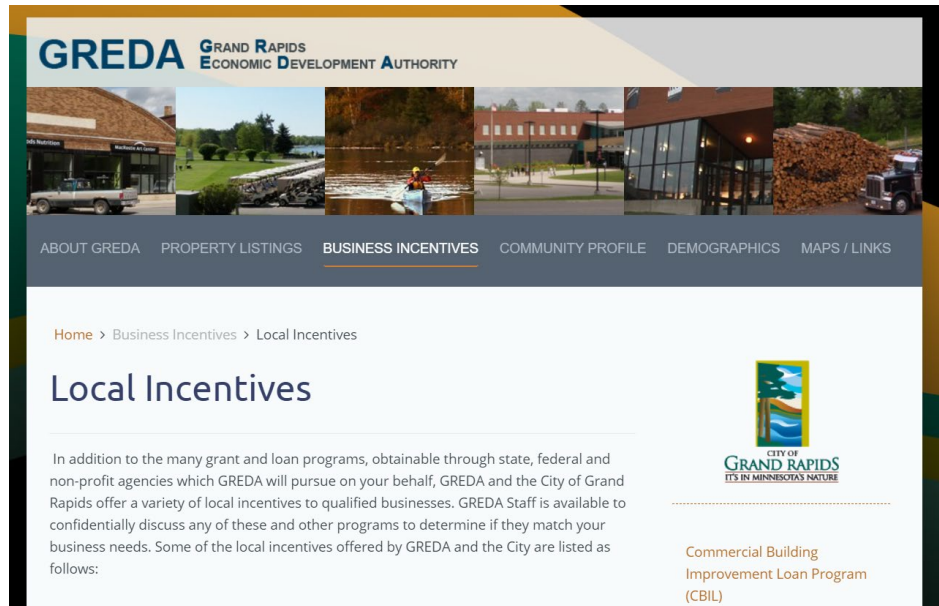 GREDA GRAND RAPIDS
ECONOMIC DEVELOPMENT AUTHORITY
MacRostie Art Center
ABOUT GREDA PROPERTY LISTINGS BUSINESS INCENTIVES COMMUNITY PROFILE DEMOGRAPHICS MAPS / LINKS
Home > Business Incentives > Local Incentives
Local Incentives
In addition to the many grant and loan programs, obtainable through state, federal and
non-profit agencies which GREDA will pursue on your behalf, GREDA and the City of Grand
Rapids offer a variety of local incentives to qualified businesses. GREDA Staff is available to
confidentially discuss any of these and other programs to determine if they match your
business needs. Some of the local incentives offered by GREDA and the City are listed as
follows:
CITY OF
GRAND RAPIDS
IT'S IN MINNESOTA'S NATURE
Commercial Building
Improvement Loan Program
(CBIL)